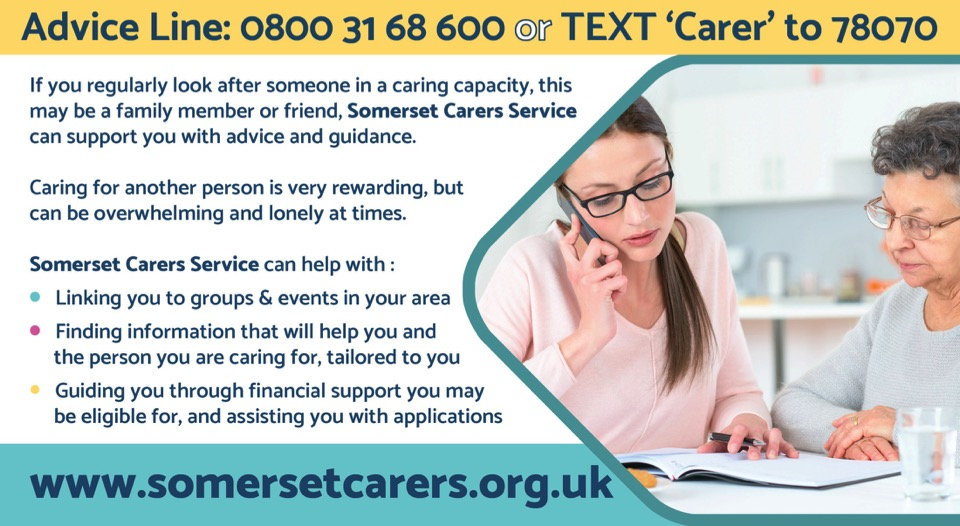 Advice Line: 0800 31 68 600 or TEXT ‘Carer’ to 78070
If you regularly look after someone in a caring capacity, this
may be a family member or friend, Somerset Carers Service
can support you with advice and guidance.
Caring for another person is very rewarding, but
can be overwhelming and lonely at times.
Somerset Carers Service can help with :
• Linking you to groups & events in your area
• Finding information that will help you and
the person you are caring for, tailored to you
• Guiding you through financial support you may
be eligible for, and assisting you with applications
www.somersetcarers.org.uk